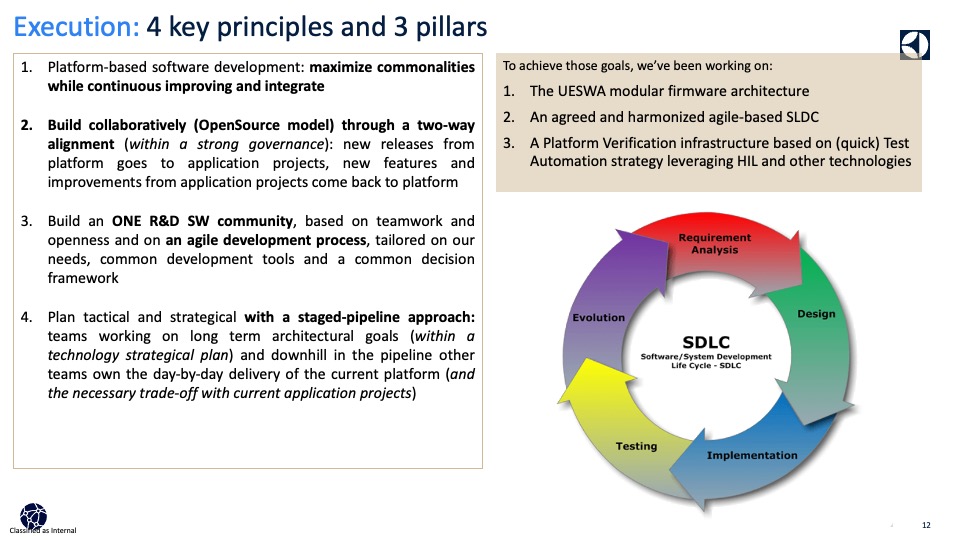 Execution: 4 key principles and 3 pillars
1. Platform-based software development: maximize commonalities
while continuous improving and integrate
2. Build collaboratively (OpenSource model) through a two-way
alignment (within a strong governance): new releases from
platform goes to application projects, new features and
improvements from application projects come back to platform
3. Build an ONE R&D SW community, based on teamwork and
openness and on an agile development process, tailored on our
needs, common development tools and a common decision
framework
4. Plan tactical and strategical with a staged-pipeline approach:
teams working on long term architectural goals (within a
technology strategical plan) and downhill in the pipeline other
teams own the day-by-day delivery of the current platform (and
the necessary trade-off with current application projects)
To achieve those goals, we’ve been working on:
1. The UESWA modular firmware architecture
2. An agreed and harmonized agile-based SLDC
3. A Platform Verification infrastructure based on (quick) Test
Automation strategy leveraging HIL and other technologies
Requirement
Analysis
Design
Implementation
Testing
Evolution
SDLC
Software/System Development
Life Cycle - SDLC
Classified as Internal
12